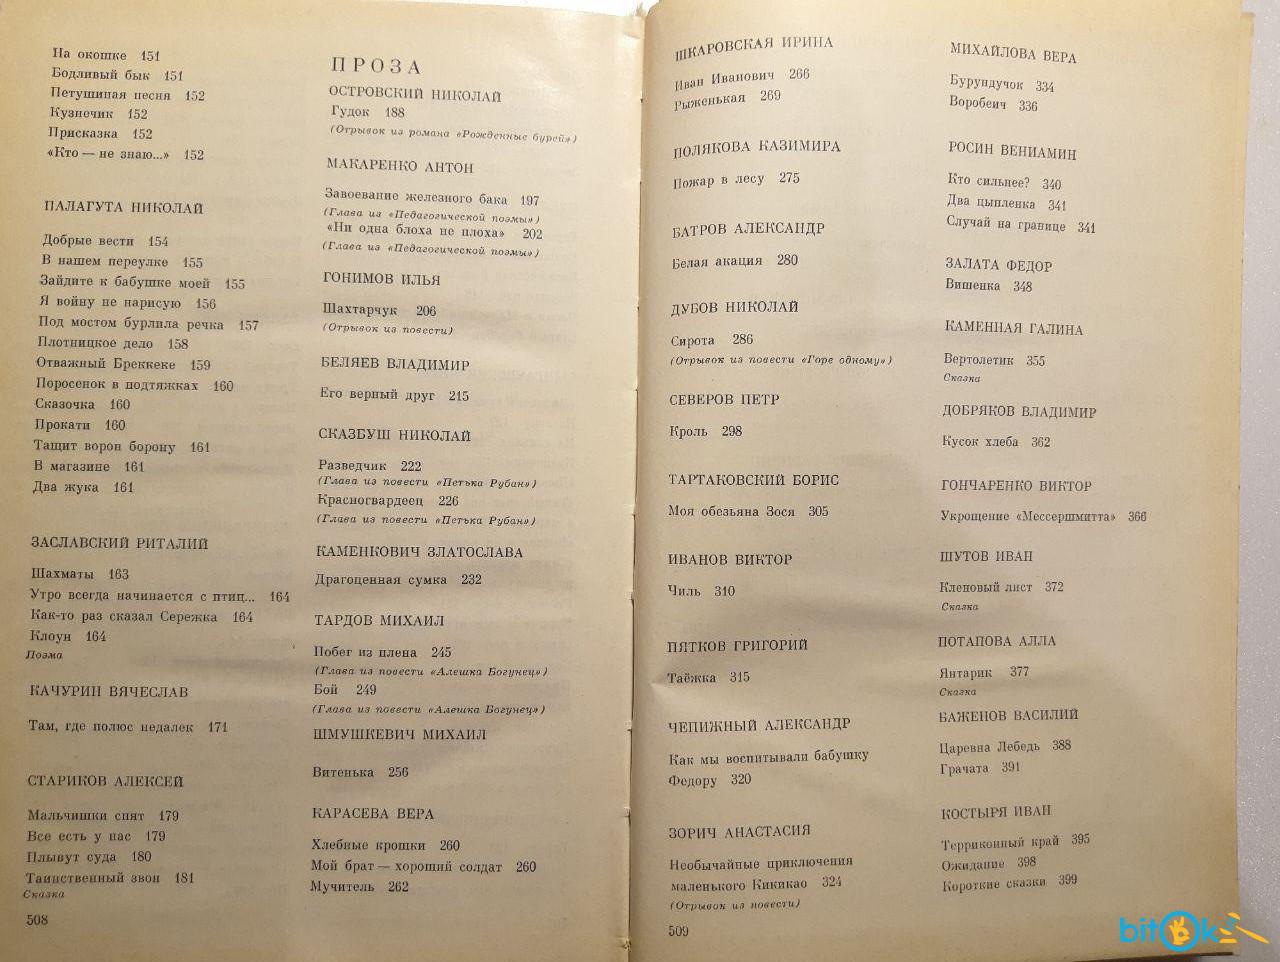 На окошке 151
Бодливый бык 151
Петушиная песня 152
Кузнечик 152
Присказка 152
«Кто — не знаю...» 152
ПАЛАГУТА НИКОЛАЙ
Добрые вести 154
В нашем переулке 155
Зайдите к бабушке моей 155
Я войну не нарисую 156
Под мостом бурлила речка 157
Плотницкое дело 158
Отважный Бреккеке 159
Поросенок в подтяжках 160
Сказочка 160
Прокати 160
Тащит ворон борону 161
В магазине 161
Два жука 161
ЗАСЛАВСКИЙ РИТАЛИЙ
Шахматы 163
Утро всегда начинается с птиц... 164
Как-то раз сказал Сережка 164
Клоун 164
Поэма
КАЧУРИН ВЯЧЕСЛАВ
Там, где полюс недалек 171
СТАРИКОВ АЛЕКСЕЙ
Мальчишки спят 179
Все есть у нас 179
Плывут суда 180
Таинственный звон 181
Сказка
508
ПРОЗА
ОСТРОВСКИЙ НИКОЛАЙ
Гудок 188
(Отрывок из романа «Рожденные бурей»)
МАКАРЕНКО АНТОН
Завоевание железного бака 197
(Глава из «Педагогической поэмы»)
«Ни одна блоха не плоха» 202
(Глава из «Педагогической поэмы»)
ГОНИМОВ ИЛЬЯ
Шахтарчук 206
(Отрывок из повести)
БЕЛЯЕВ ВЛАДИМИР
Его верный друг 215
СКАЗБУШ НИКОЛАЙ
Разведчик 222
(Глава из повести «Петька Рубан»)
Красногвардеец 226
(Глава из повести «Петька Рубан»)
КАМЕНКОВИЧ ЗЛАТОСЛАВА
Драгоценная сумка 232
ТАРДОВ МИХАИЛ
Побег из плена 245
(Глава из повести «Алешка Богунец»)
Бой 249
(Глава из повести «Алешка Богунец»)
ШМУШКЕВИЧ МИХАИЛ
Витенька 256
КАРАСЕВА ВЕРА
Хлебные крошки 260
Мой брат — хороший солдат 260
Мучитель 262
ШКАРОВСКАЯ ИРИНА
Иван Иванович 266
Рыженькая 269
ПОЛЯКОВА КАЗИМИРА
Пожар в лесу 275
БАТРОВ АЛЕКСАНДР
Белая акация 280
ДУБОВ НИКОЛАЙ
Сирота 286
(Отрывок из повести «Горе одному»)
СЕВЕРОВ ПЕТР
Кроль 298
ТАРТАКОВСКИЙ БОРИС
Моя обезьяна Зося 305
ИВАНОВ ВИКТОР
Чиль 310
ПЯТКОВ ГРИГОРИЙ
Таёжка 315
ЧЕПИЖНЫЙ АЛЕКСАНДР
Как мы воспитывали бабушку
Федору 320
ЗОРИЧ АНАСТАСИЯ
Необычайные приключения
маленького Кикикао 324
(Отрывок из повести)
509
МИХАЙЛОВА ВЕРА
Бурундучок 334
Воробеич 336
РОСИН ВЕНИАМИН
Кто сильнее? 340
Два цыпленка 341
Случай на границе 341
ЗАЛАТА ФЕДОР
Вишенка 348
КАМЕННАЯ ГАЛИНА
Вертолетик 355
Сказка
ДОБРЯКОВ ВЛАДИМИР
Кусок хлеба 362
ГОНЧАРЕНКО ВИКТОР
Укрощение «Мессершмитта» 366
ШУТОВ ИВАН
Кленовый лист 372
Сказка
ПОТАПОВА АЛЛА
Янтарик 377
Сказка
БАЖЕНОВ ВАСИЛИЙ
Царевна Лебедь 388
Грачата 391
КОСТЫРЯ ИВАН
Терриконный край 395
Ожидание 398
Короткие сказки 399
bitOk